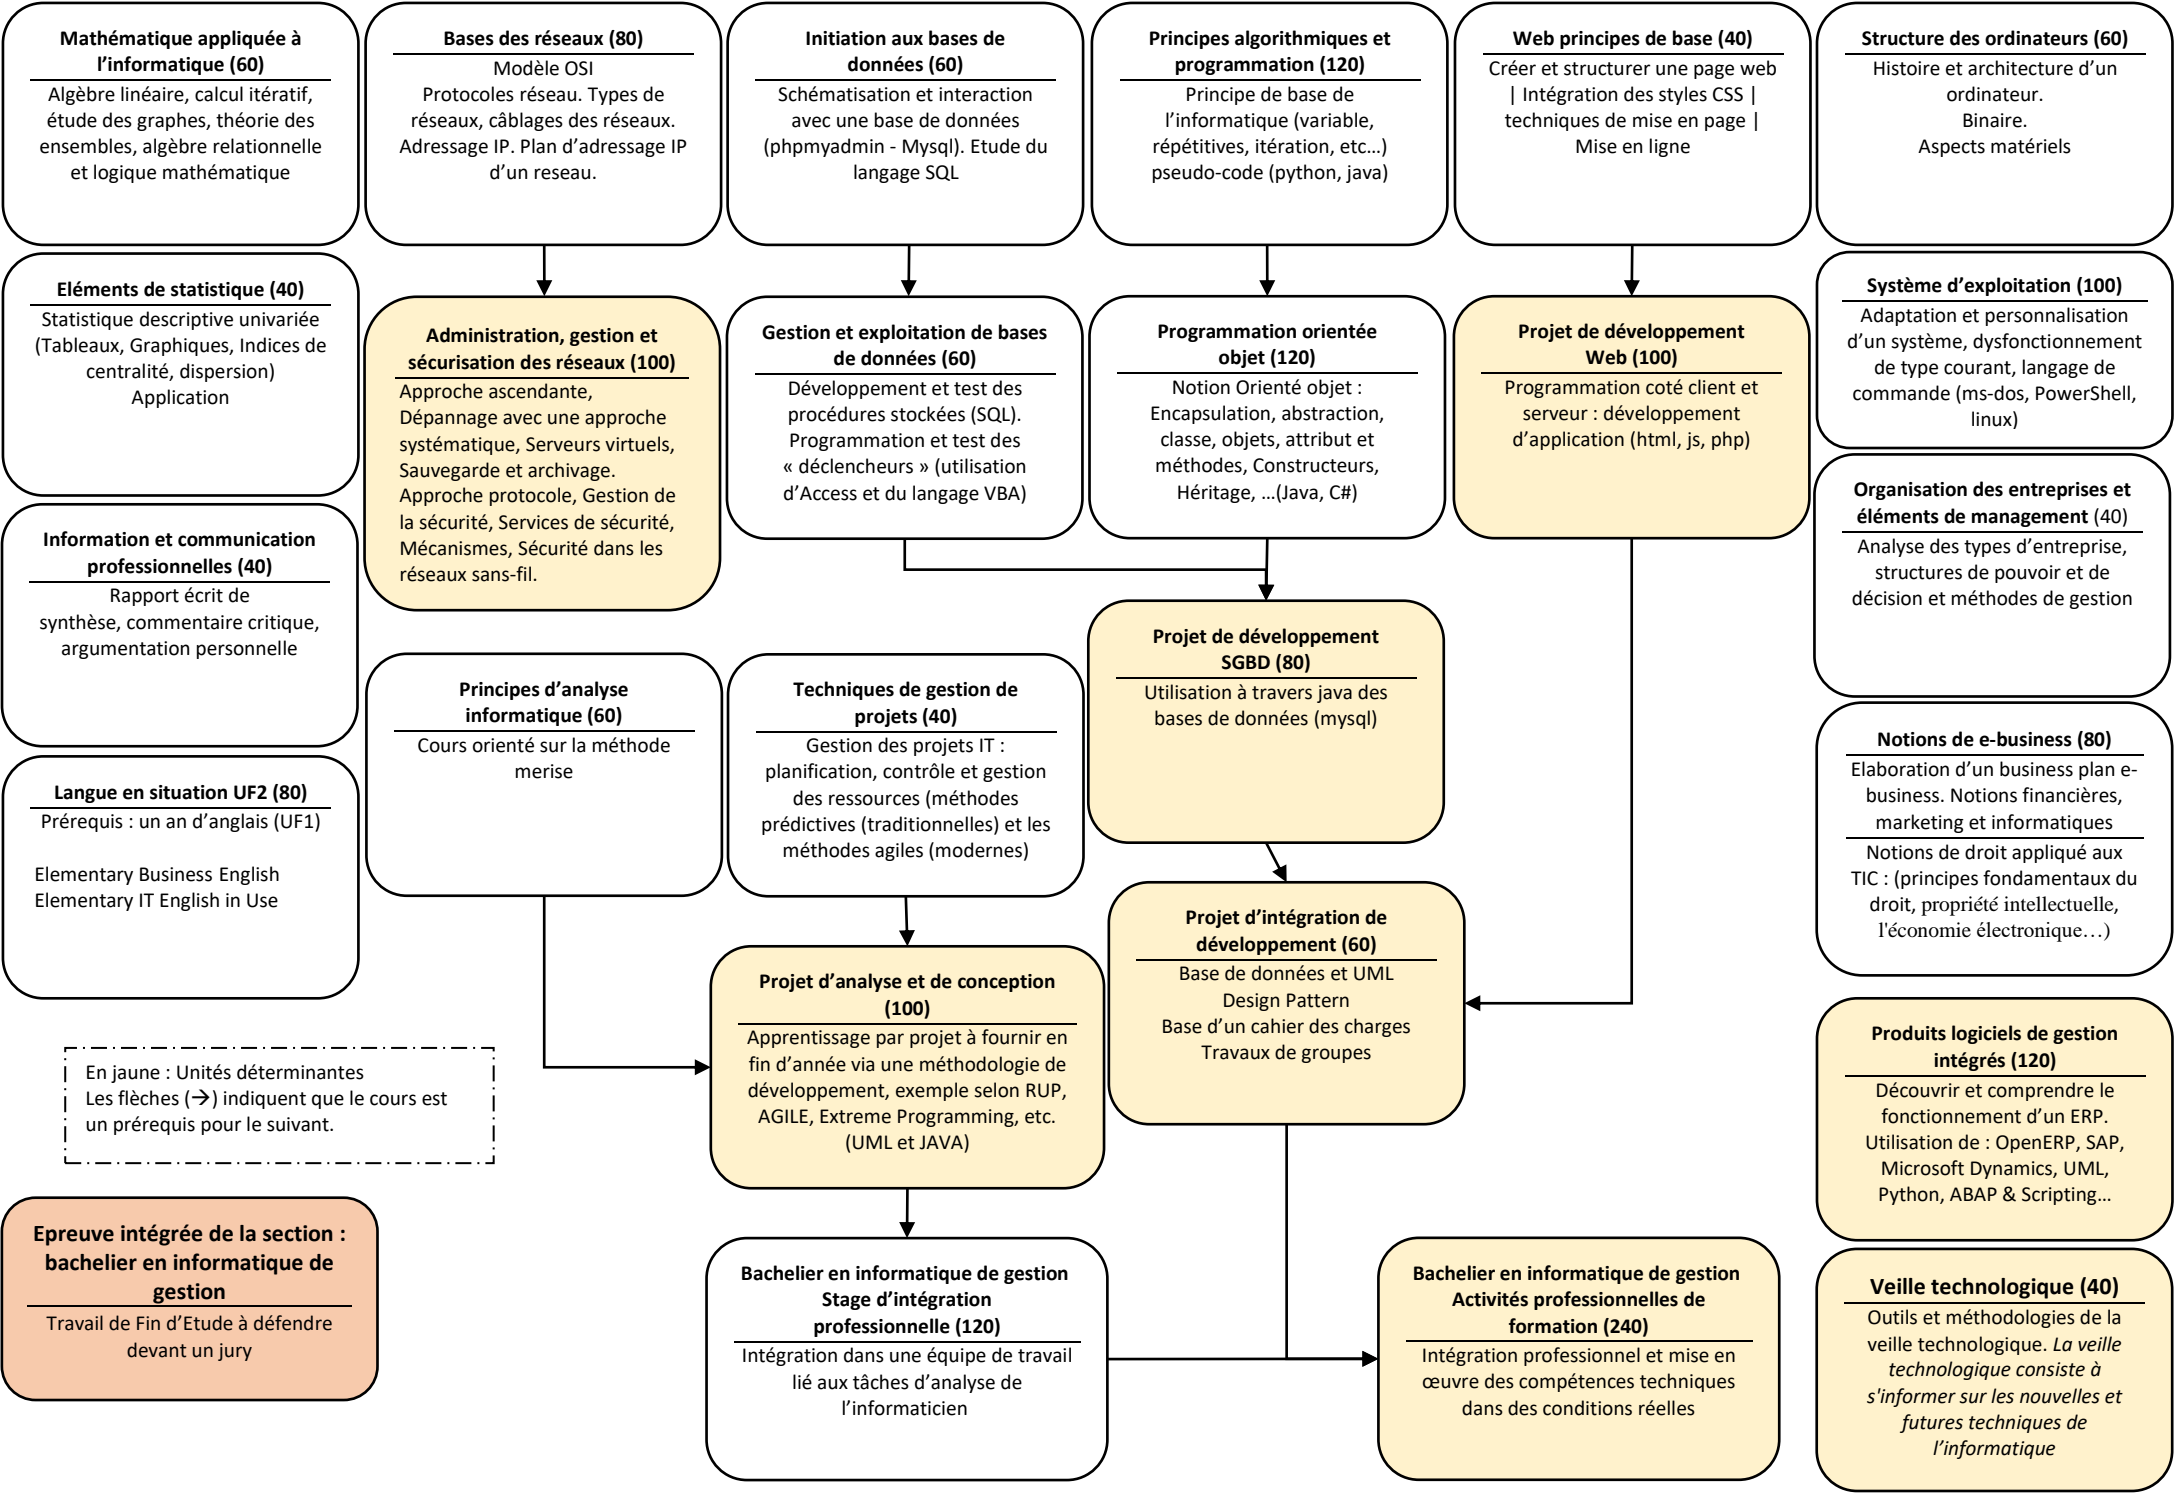 Mathématique appliquée à
l’informatique (60)
Algèbre linéaire, calcul itératif,
étude des graphes, théorie des
ensembles, algèbre relationnelle
et logique mathématique
Bases des réseaux (80)
Modèle OSI
Protocoles réseau. Types de
réseaux, câblages des réseaux.
Adressage IP. Plan d’adressage IP
d’un reseau.
Initiation aux bases de
données (60)
Schématisation et interaction
avec une base de données
(phpmyadmin - Mysql). Etude du
langage SQL
Principes algorithmiques et
programmation (120)
Principe de base de
l’informatique (variable,
répétitives, itération, etc…)
pseudo-code (python, java)
Web principes de base (40)
Créer et structurer une page web
| Intégration des styles CSS |
techniques de mise en page |
Mise en ligne
Structure des ordinateurs (60)
Histoire et architecture d’un
ordinateur.
Binaire.
Aspects matériels
Eléments de statistique (40)
Statistique descriptive univariée
(Tableaux, Graphiques, Indices de
centralité, dispersion)
Application
Administration, gestion et
sécurisation des réseaux (100)
Approche ascendante,
Dépannage avec une approche
systématique, Serveurs virtuels,
Sauvegarde et archivage.
Approche protocole, Gestion de
la sécurité, Services de sécurité,
Mécanismes, Sécurité dans les
réseaux sans-fil.
Gestion et exploitation de bases
de données (60)
Développement et test des
procédures stockées (SQL).
Programmation et test des
« déclencheurs » (utilisation
d’Access et du langage VBA)
Programmation orientée
objet (120)
Notion Orienté objet :
Encapsulation, abstraction,
classe, objets, attribut et
méthodes, Constructeurs,
Héritage, …(Java, C#)
Projet de développement
Web (100)
Programmation coté client et
serveur : développement
d’application (html, js, php)
Système d’exploitation (100)
Adaptation et personnalisation
d’un système, dysfonctionnement
de type courant, langage de
commande (ms-dos, PowerShell,
linux)
Organisation des entreprises et
éléments de management (40)
Analyse des types d’entreprise,
structures de pouvoir et de
décision et méthodes de gestion
Information et communication
professionnelles (40)
Rapport écrit de
synthèse, commentaire critique,
argumentation personnelle
Principes d’analyse
informatique (60)
Cours orienté sur la méthode
merise
Techniques de gestion de
projets (40)
Gestion des projets IT :
planification, contrôle et gestion
des ressources (méthodes
prédictives (traditionnelles) et les
méthodes agiles (modernes)
Projet de développement
SGBD (80)
Utilisation à travers java des
bases de données (mysql)
Notions de e-business (80)
Elaboration d’un business plan e-
business. Notions financières,
marketing et informatiques
Notions de droit appliqué aux
TIC : (principes fondamentaux du
droit, propriété intellectuelle,
l'économie électronique…)
Langue en situation UF2 (80)
Prérequis : un an d’anglais (UF1)
Elementary Business English
Elementary IT English in Use
Projet d’analyse et de conception
(100)
Apprentissage par projet à fournir en
fin d’année via une méthodologie de
développement, exemple selon RUP,
AGILE, Extreme Programming, etc.
(UML et JAVA)
Projet d’intégration de
développement (60)
Base de données et UML
Design Pattern
Base d’un cahier des charges
Travaux de groupes
Produits logiciels de gestion
intégrés (120)
Découvrir et comprendre le
fonctionnement d’un ERP.
Utilisation de : OpenERP, SAP,
Microsoft Dynamics, UML,
Python, ABAP & Scripting…
En jaune : Unités déterminantes
Les flèches (→) indiquent que le cours est
un prérequis pour le suivant.
Epreuve intégrée de la section :
bachelier en informatique de
gestion
Travail de Fin d’Etude à défendre
devant un jury
Bachelier en informatique de gestion
Stage d’intégration
professionnelle (120)
Intégration dans une équipe de travail
lié aux tâches d’analyse de
l’informaticien
Bachelier en informatique de gestion
Activités professionnelles de
formation (240)
Intégration professionnel et mise en
œuvre des compétences techniques
dans des conditions réelles
Veille technologique (40)
Outils et méthodologies de la
veille technologique. La veille
technologique consiste à
s'informer sur les nouvelles et
futures techniques de
l’informatique